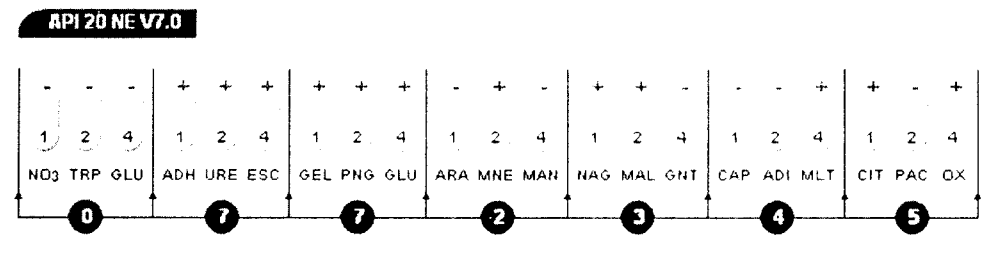 API 20 NE V7.0
- - - + + + + + + - + - + + - - - + + - +
1 2 4 1 2 4 1 2 4 1 2 4 1 2 4 1 2 4 1 2 4
NO3 TRP GLU ADH URE ESC GEL PNG GLU ARA MNE MAN NAG MAL GNT CAP ADI MLT CIT PAC OX
0 7 7 2 3 4 5